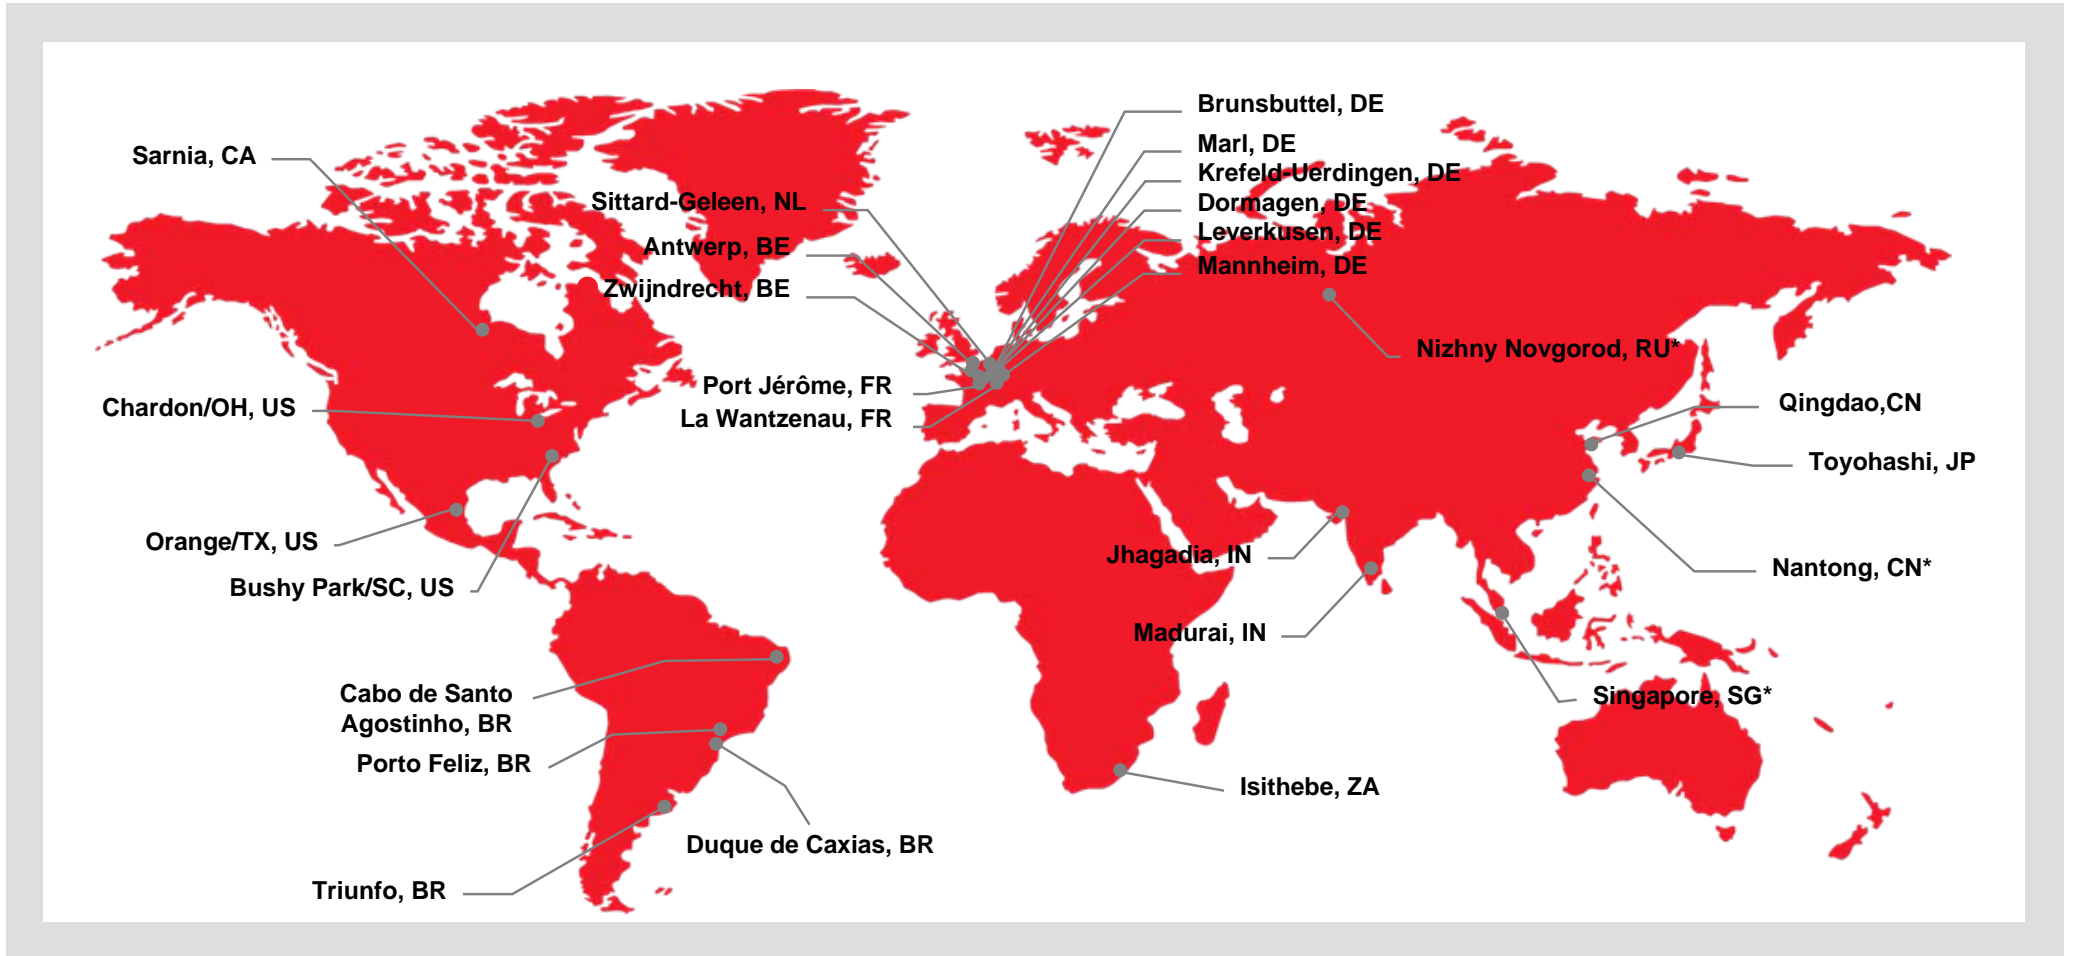 Brunsbuttel, DE
Marl, DE
Sarnia, CA
Krefeld-Uerdingen, DE
Sittard-Geleen, NL
Dormagen, DE
Leverkusen, DE
Antwerp, BE
Mannheim, DE
Zwijndrecht, BE
Nizhny Novgorod, RU*
Port Jérôme, FR
Qingdao,CN
Chardon/OH, US
La Wantzenau, FR
Toyohashi, JP
Orange/TX, US
Jhagadia, IN
Nantong, CN*
Bushy Park/SC, US
Madurai, IN
Cabo de Santo
Agostinho, BR
Singapore, SG*
Porto Feliz, BR
Isithebe, ZA
Duque de Caxias, BR
Triunfo, BR